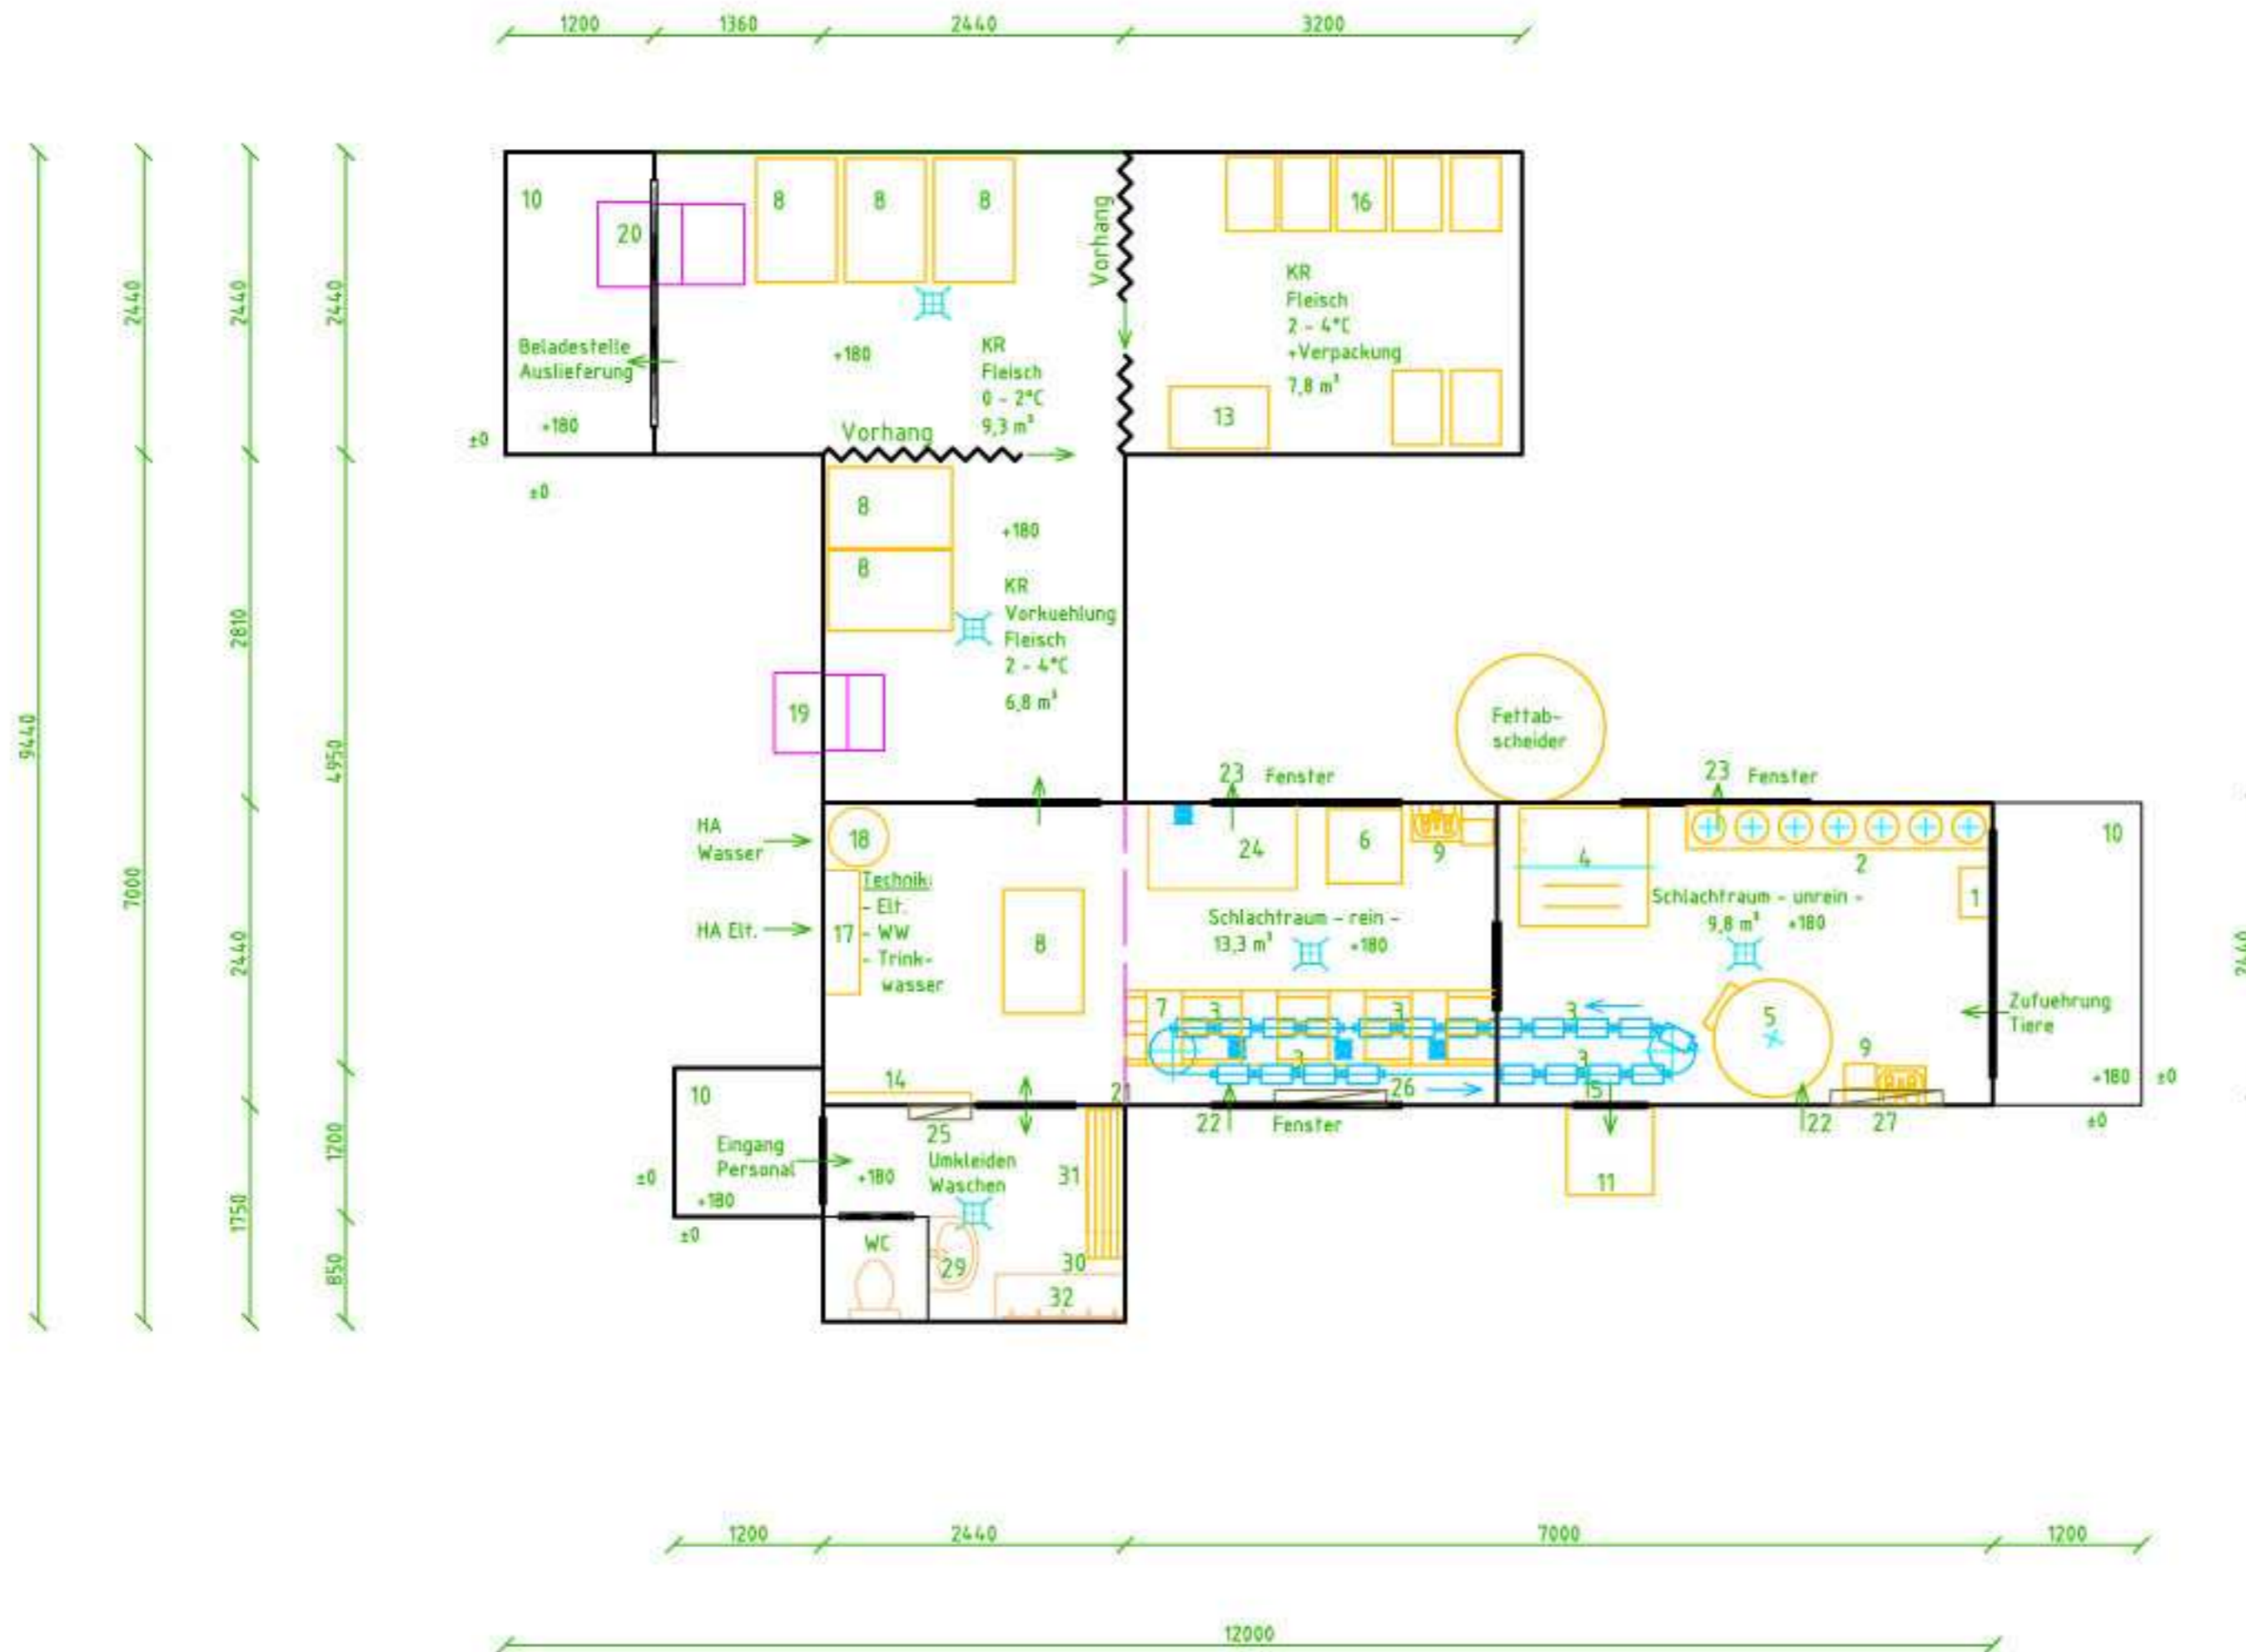 1200
1360
2440
3200
10
20
8
8
8
Vorhang
16
KR
Fleisch
2 - 4°C
+Verpackung
7,8 m³
13
2440
2440
2440
Beladestelle
Auslieferung
+180
±0
±0
+180
KR
Fleisch
0 - 2°C
9,3 m³
Vorhang
8
8
+180
KR
Vorkuehlung
Fleisch
2 - 4°C
6,8 m³
19
2810
9440
4950
7000
2440
1200
1750
850
Fettab-
scheider
23 Fenster
23 Fenster
HA
Wasser
18
HA Elt.
17
Technik:
- Elt.
- WW
- Trink-
wasser
8
24
6
9
Schlachtraum - rein -
13,3 m³ +180
4
2
1
Schlachtraum - unrein -
9,8 m³ +180
10
2440
Zufuehrung
Tiere
+180
±0
±0
7
3
3
3
3
3
5
9
14
21
26
15
22
Fenster
22
27
11
10
Eingang
Personal
+180
±0
±0
+180
25
Umkleiden
Waschen
31
WC
29
30
32
1200
2440
7000
1200
12000